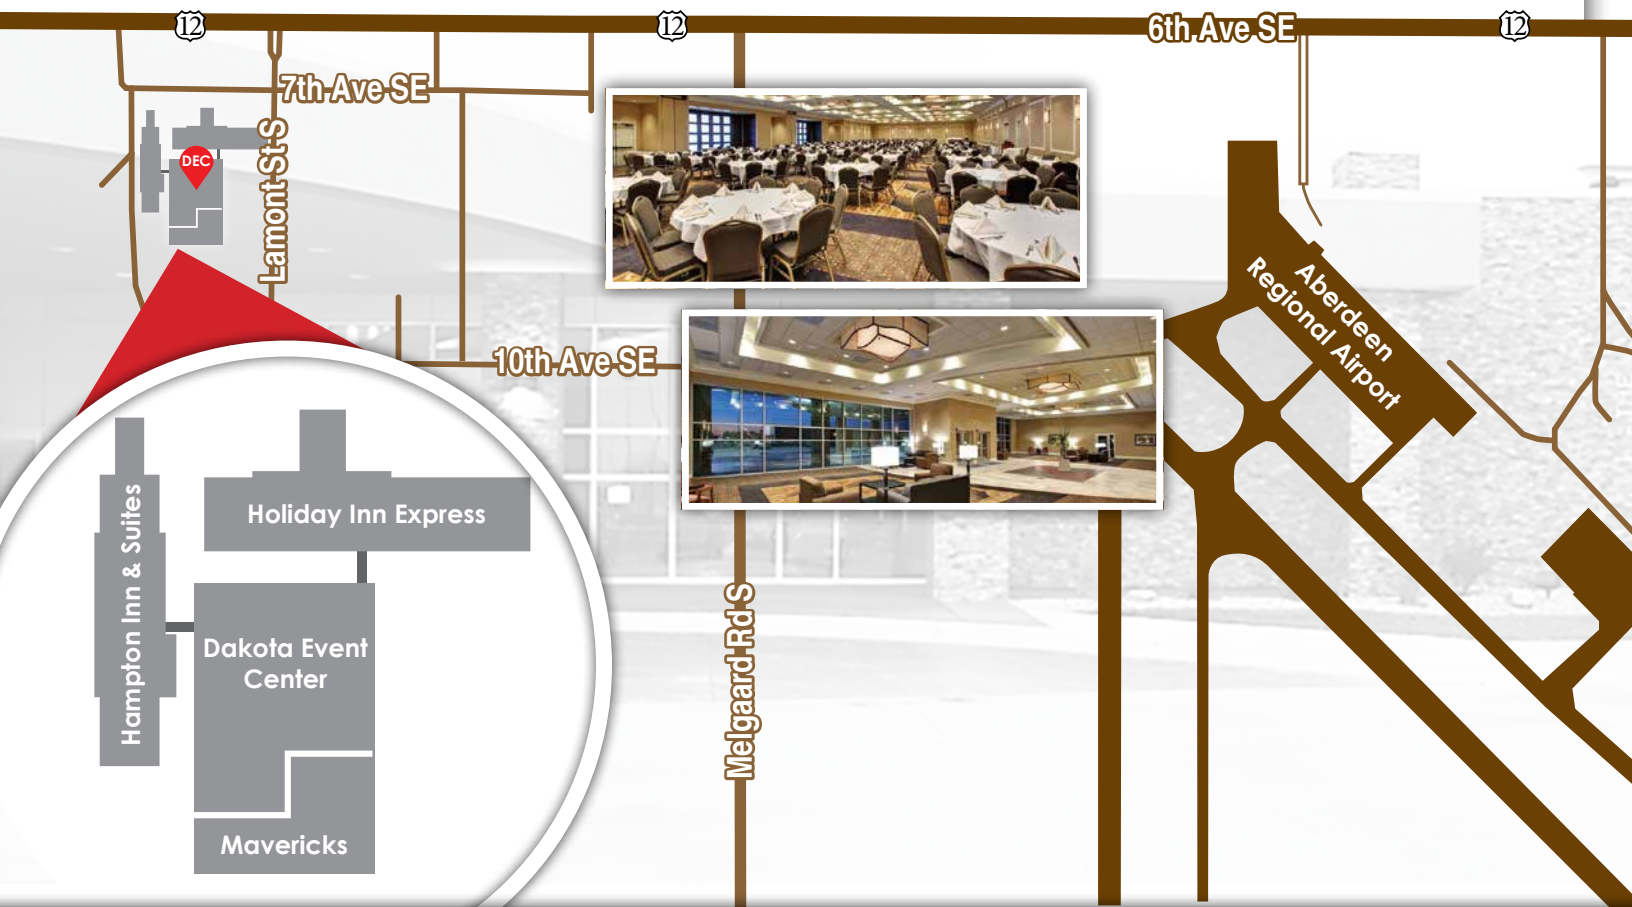 12
12
6th Ave SE
12
7th Ave SE
DEC
Lamont St S
Aberdeen
Regional Airport
10th Ave SE
Hampton Inn & Suites
Holiday Inn Express
Dakota Event
Center
Mavericks
Melgaard Rd S